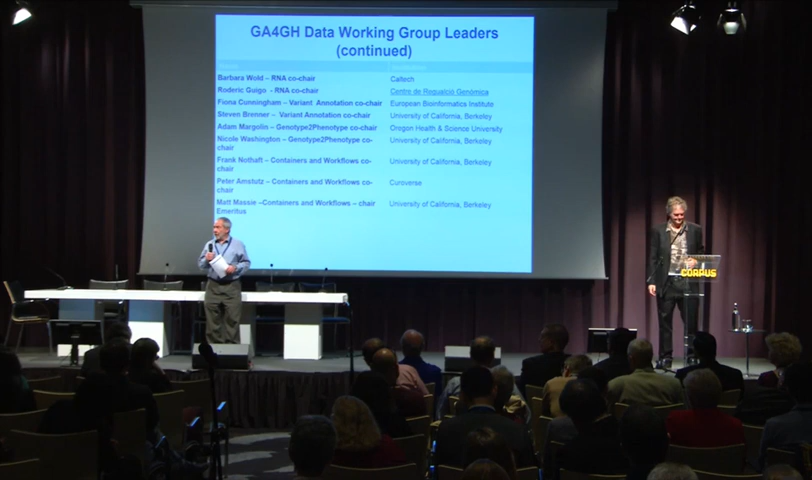 GA4GH Data Working Group Leaders
(continued)
Barbara Wold – RNA co-chair Caltech
Roderic Guigo - RNA co-chair Centre de Regualció Genòmica
Fiona Cunningham – Variant Annotation co-chair European Bioinformatics Institute
Steven Brenner – Variant Annotation co-chair University of California, Berkeley
Adam Margolin – Genotype2Phenotype co-chair Oregon Health & Science University
Nicole Washington – Genotype2Phenotype co- University of California, Berkeley
chair
Frank Nothaft – Containers and Workflows co- University of California, Berkeley
chair
Peter Amstutz – Containers and Workflows co- Curoverse
chair
Matt Massie –Containers and Workflows – chair University of California, Berkeley
Emeritus
CORPUS